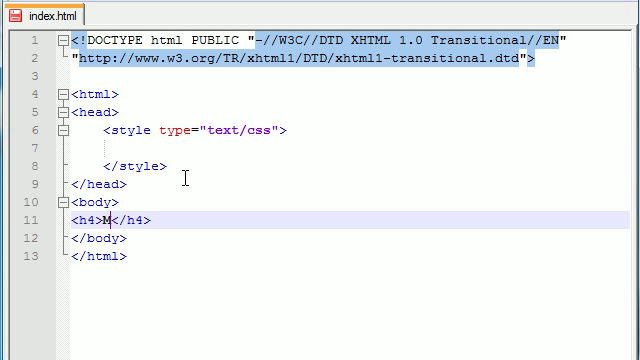 index.html
1 <!DOCTYPE html PUBLIC "-//W3C//DTD XHTML 1.0 Transitional//EN"
2 "http://www.w3.org/TR/xhtml1/DTD/xhtml1-transitional.dtd">
3
4 <html>
5 <head>
6 <style type="text/css">
7
8 </style>
9 </head>
10 <body>
11 <h4>M</h4>
12 </body>
13 </html>